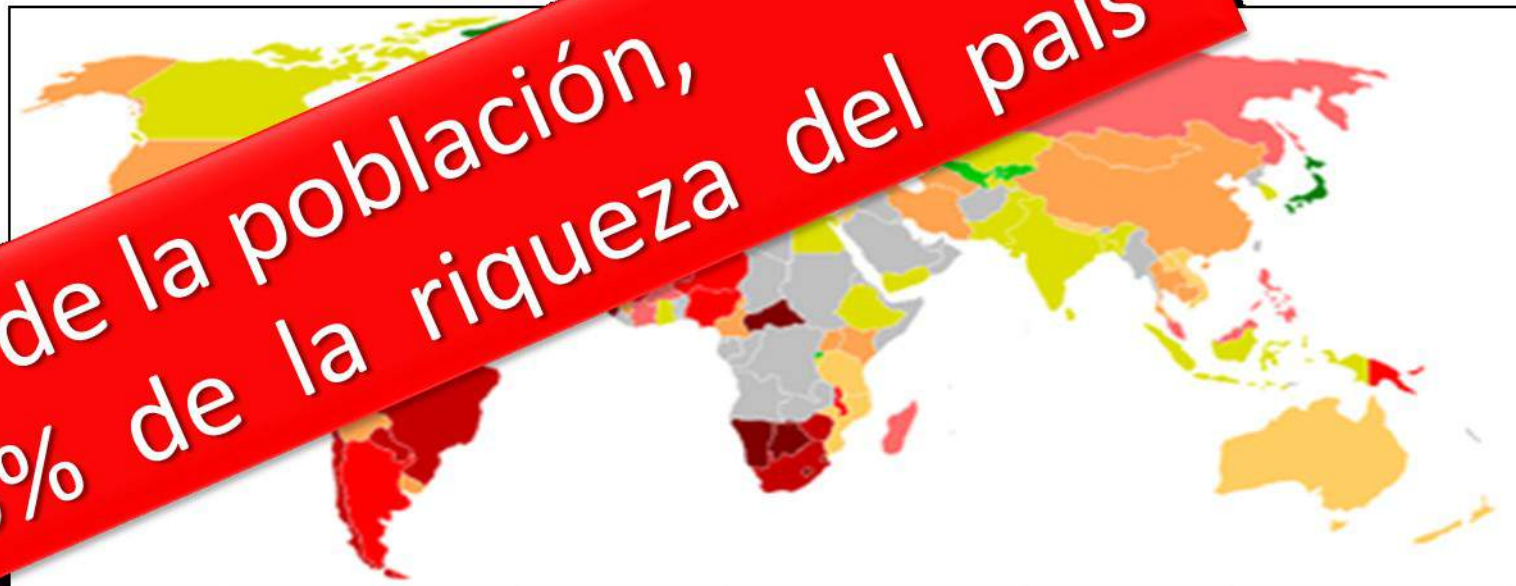 de la población,
% de la riqueza del país